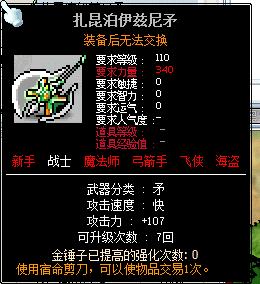 扎昆泊伊兹尼矛
装备后无法交换
要求等级 : 110
要求力量 : 340
要求敏捷 : 0
要求智力 : 0
要求运气 : 0
要求人气度 : -
道具等级 : -
道具经验值 : -
新手 战士 魔法师 弓箭手 飞侠 海盗
武器分类 : 矛
攻击速度 : 快
攻击力 : +107
可升级次数 : 7回
金锤子已提高的强化次数: 0
使用宿命剪刀，可以使物品交易1次。